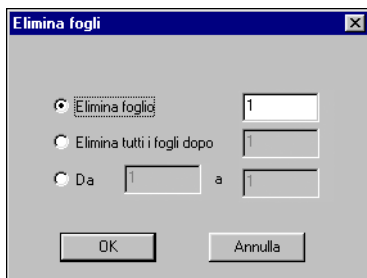 Elimina fogli
Elimina foglio 1
Elimina tutti i fogli dopo 1
Da 1 a 1
OK Annulla